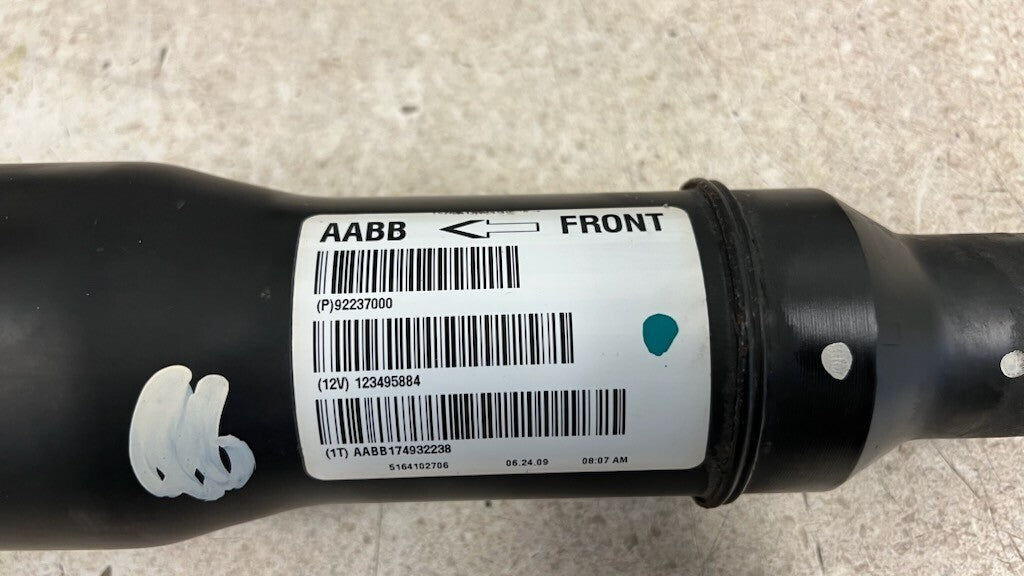 AABB FRONT
(P)92237000
(12V) 123495884
(1T) AABB174932238
5164102706 06.24.09 08:07 AM